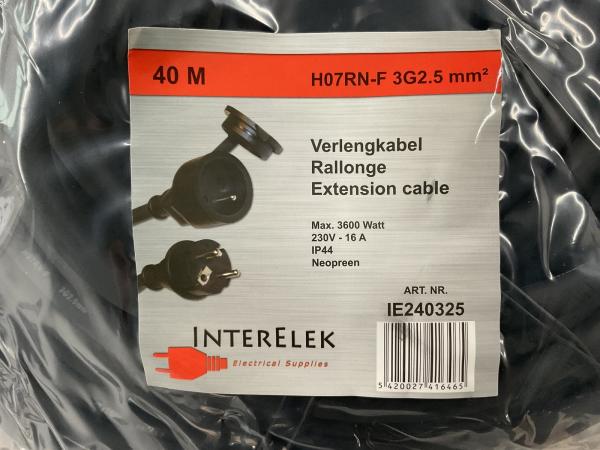 40 M
H07RN-F 3G2.5 mm²
Verlengkabel
Rallonge
Extension cable
Max. 3600 Watt
230V - 16 A
IP44
Neopreen
ART. NR.
IE240325
INTERELEK
Electrical Supplies
5 420027 416465